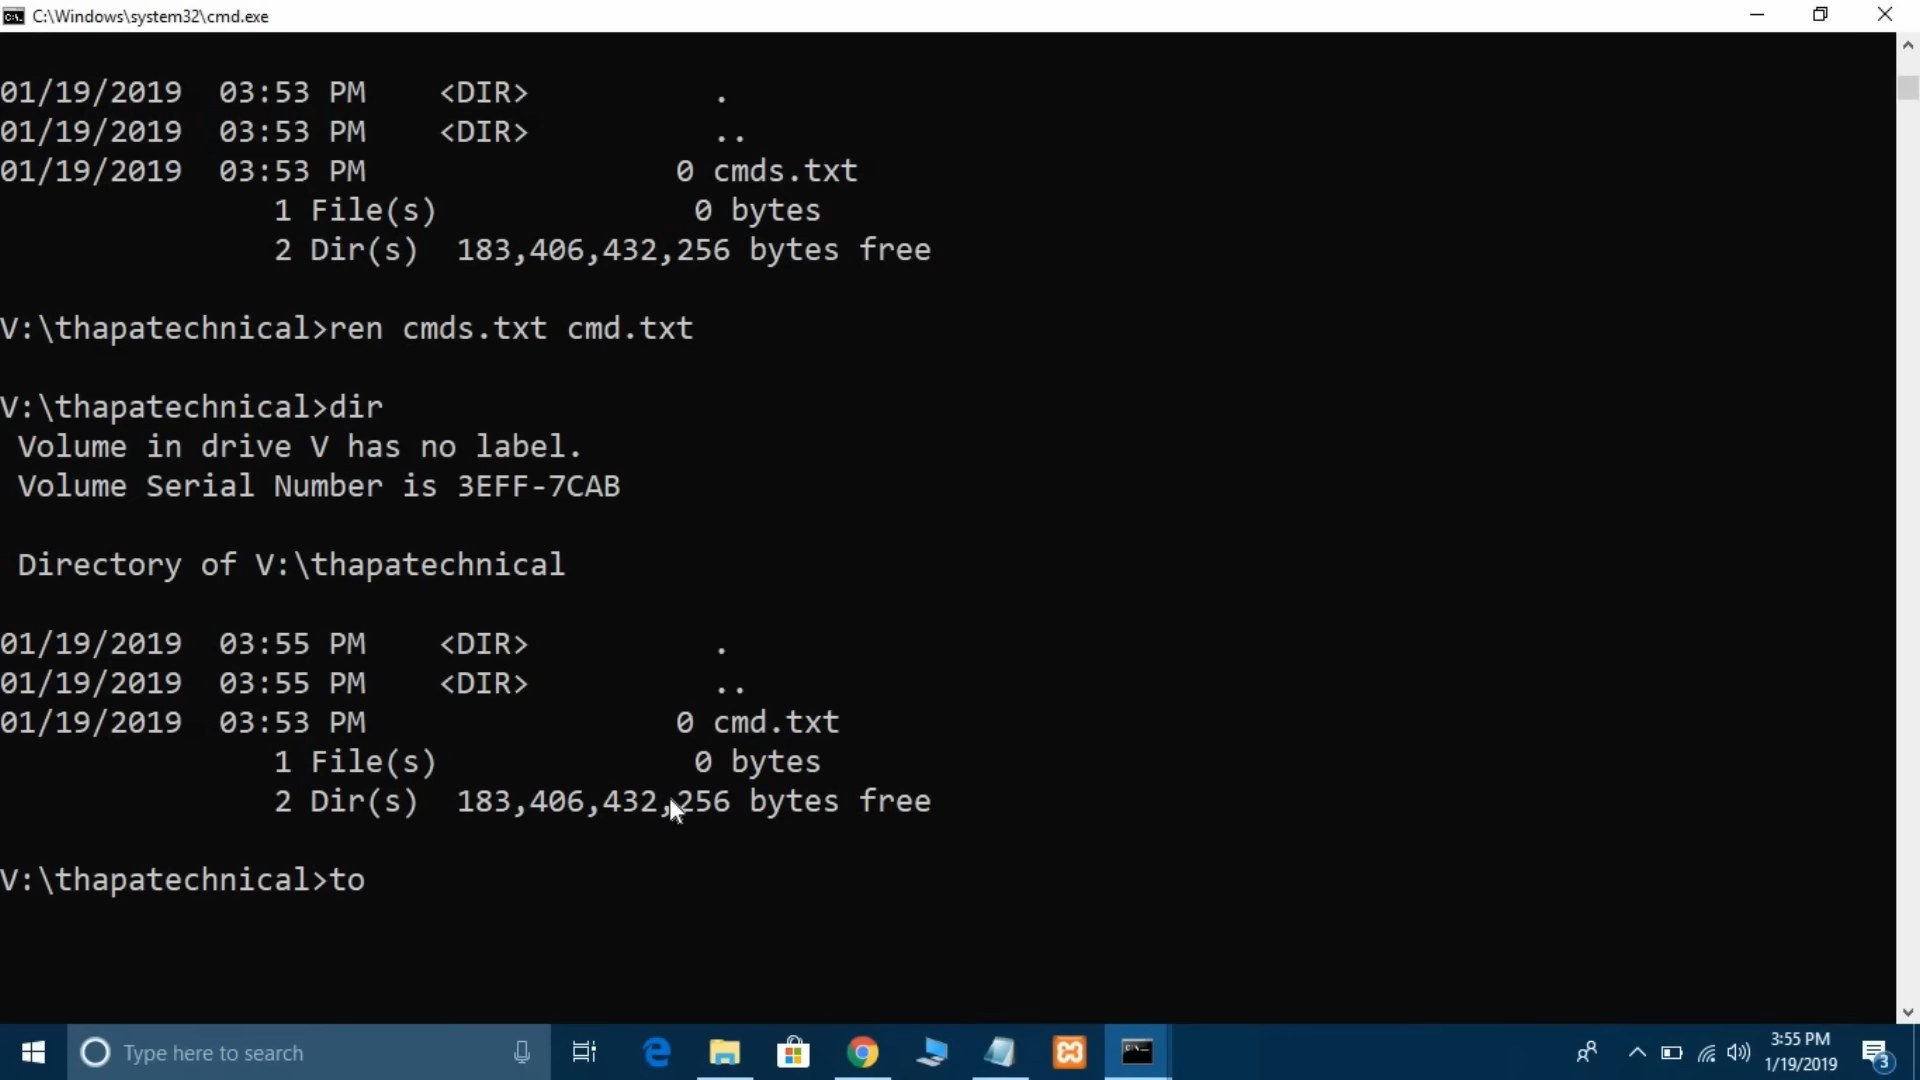 C:\Windows\system32\cmd.exe
01/19/2019  03:53 PM    <DIR>          .
01/19/2019  03:53 PM    <DIR>          ..
01/19/2019  03:53 PM                 0 cmds.txt
               1 File(s)              0 bytes
               2 Dir(s)  183,406,432,256 bytes free
V:\thapatechnical>ren cmds.txt cmd.txt
V:\thapatechnical>dir
 Volume in drive V has no label.
 Volume Serial Number is 3EFF-7CAB
 Directory of V:\thapatechnical
01/19/2019  03:55 PM    <DIR>          .
01/19/2019  03:55 PM    <DIR>          ..
01/19/2019  03:53 PM                 0 cmd.txt
               1 File(s)              0 bytes
               2 Dir(s)  183,406,432,256 bytes free
V:\thapatechnical>to
Type here to search
3:55 PM
1/19/2019
3